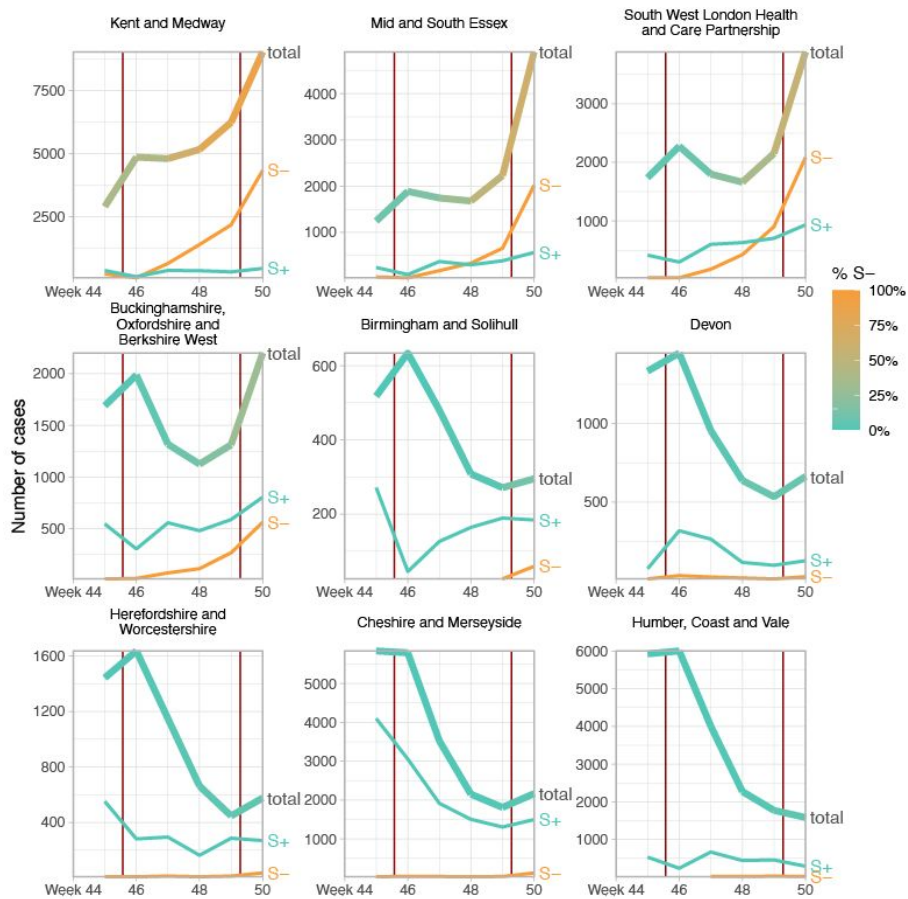 Kent and Medway
Mid and South Essex
South West London Health
and Care Partnership
total
total
total
7500
5000
2500
4000
3000
2000
1000
3000
2000
1000
S−
S+
S−
S+
S−
S+
Week 44
46
48
50
Week 44
46
48
50
Week 44
46
48
50
% S−
100%
75%
50%
25%
0%
Buckinghamshire,
Oxfordshire and
Berkshire West
Birmingham and Solihull
Devon
Number of cases
2000
1500
1000
500
total
S+
S−
600
400
200
total
S+
S−
1000
500
total
S+
S−
Week 44
46
48
50
Week 44
46
48
50
Week 44
46
48
50
Herefordshire and
Worcestershire
Cheshire and Merseyside
Humber, Coast and Vale
1600
1200
800
400
total
S+
S−
5000
4000
3000
2000
1000
total
S+
S−
6000
5000
4000
3000
2000
1000
total
S+
S−
Week 44
46
48
50
Week 44
46
48
50
Week 44
46
48
50